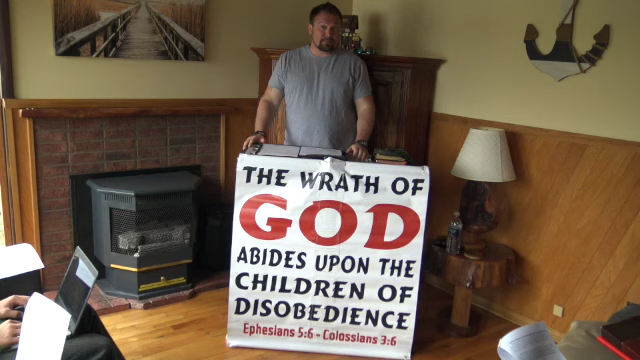 THE WRATH OF
GOD
ABIDES UPON THE
CHILDREN OF
DISOBEDIENCE
Ephesians 5:6 - Colossians 3:6